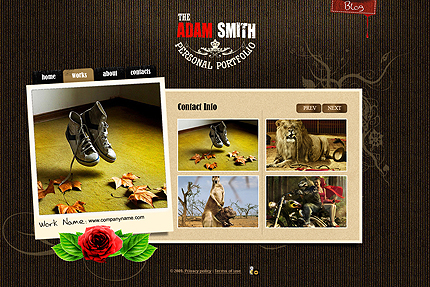 Blog
THE
ADAM SMITH
PERSONAL PORTFOLIO
home works about contacts
Contact Info
PREV NEXT
Work Name: www.companyname.com
© 2009. Privacy policy | Terms of use